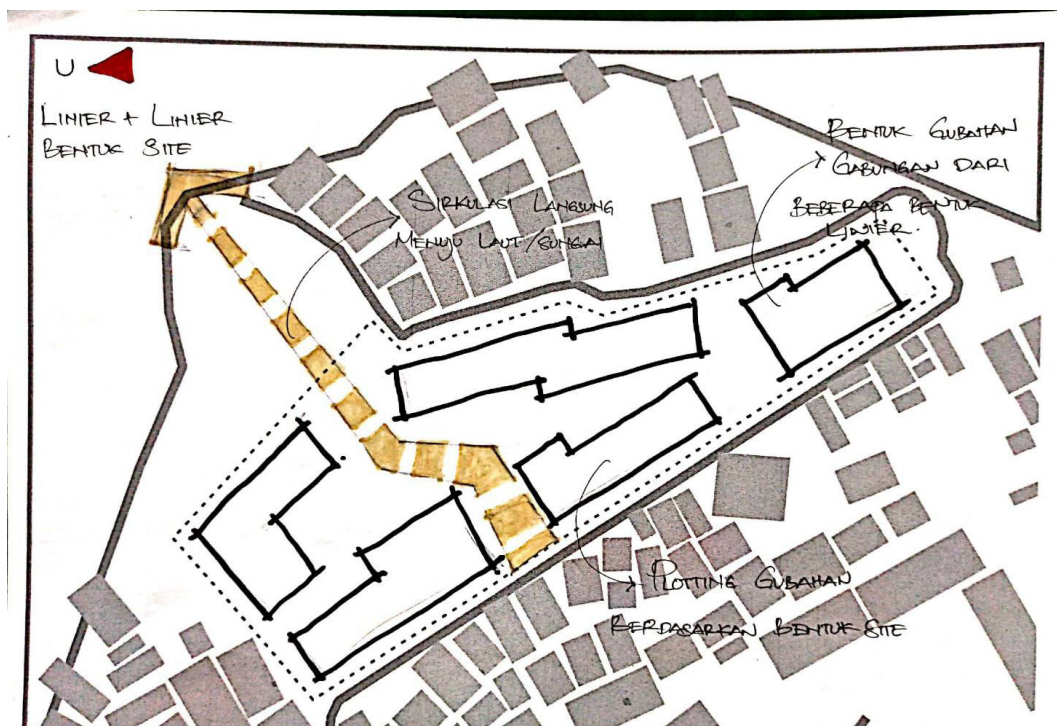 U
LINIER + LINIER
BENTUK SITE
SIRKULASI LANGSUNG
MENUJU LAUT/SUNGAI
BENTUK GUBAHAN
GABUNGAN DARI
BEBERAPA BENTUK
LINIER.
PLOTTING GUBAHAN
BERDASARKAN BENTUK SITE